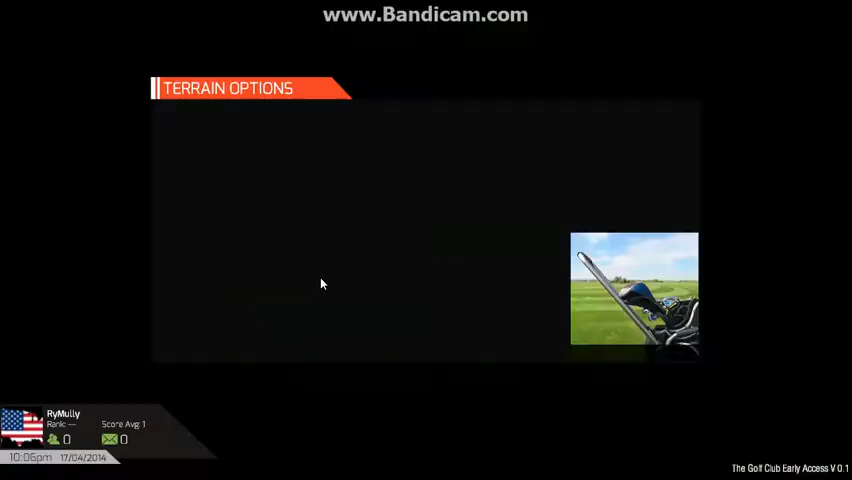 www.Bandicam.com
TERRAIN OPTIONS
RyMully
Rank: —
Score Avg: 1
0
0
10:06pm 17/04/2014
The Golf Club Early Access V 0.1